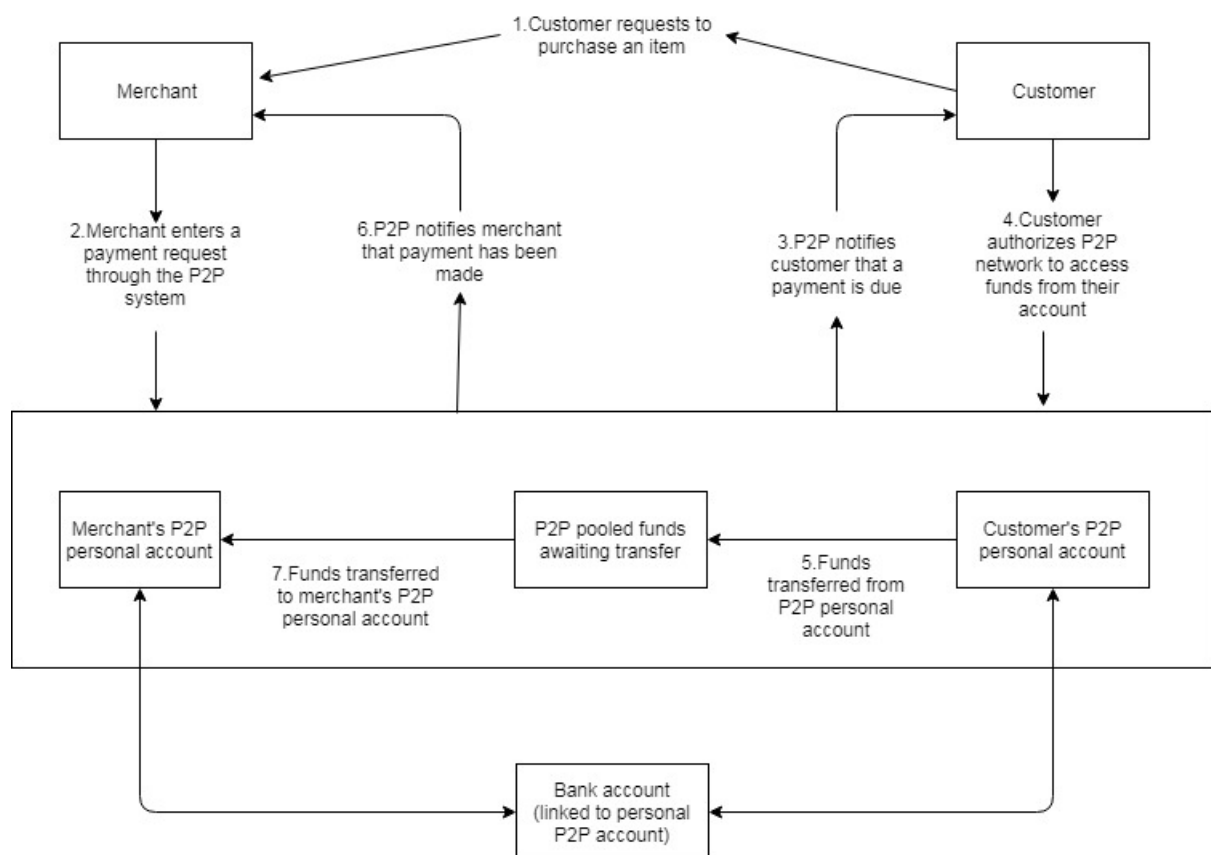 1.Customer requests to
purchase an item
Merchant
Customer
2.Merchant enters a
payment request
through the P2P
system
6.P2P notifies merchant
that payment has been
made
3.P2P notifies
customer that a
payment is due
4.Customer
authorizes P2P
network to access
funds from their
account
Merchant's P2P
personal account
P2P pooled funds
awaiting transfer
Customer's P2P
personal account
7.Funds transferred
to merchant's P2P
personal account
5.Funds
transferred from
P2P personal
account
Bank account
(linked to personal
P2P account)